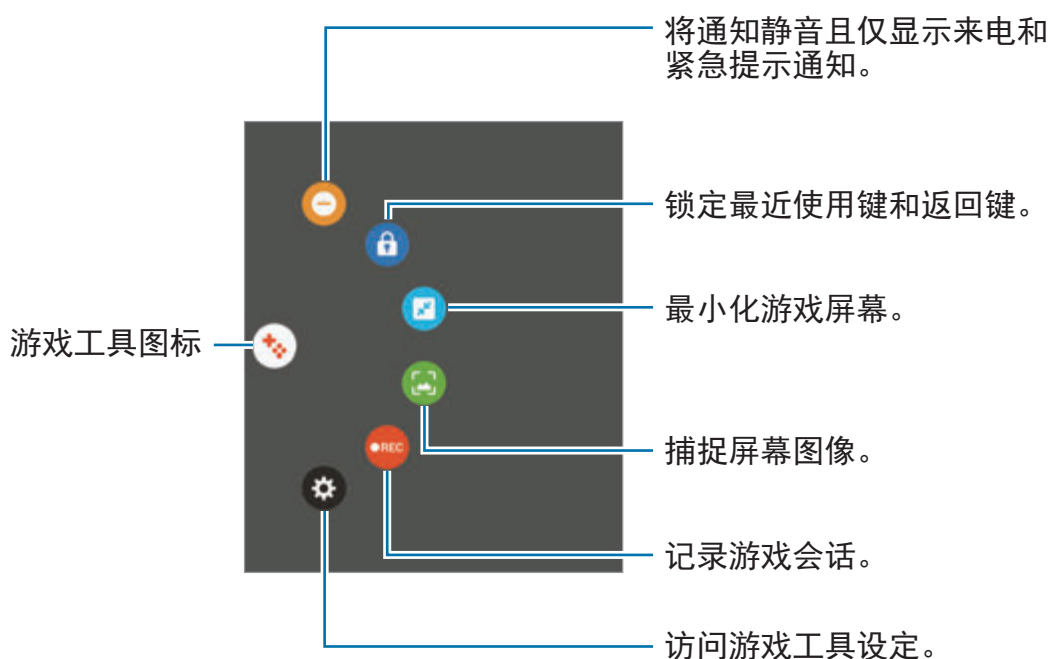 将通知静音且仅显示来电和
紧急提示通知。
锁定最近使用键和返回键。
最小化游戏屏幕。
游戏工具图标
捕捉屏幕图像。
REC
记录游戏会话。
访问游戏工具设定。